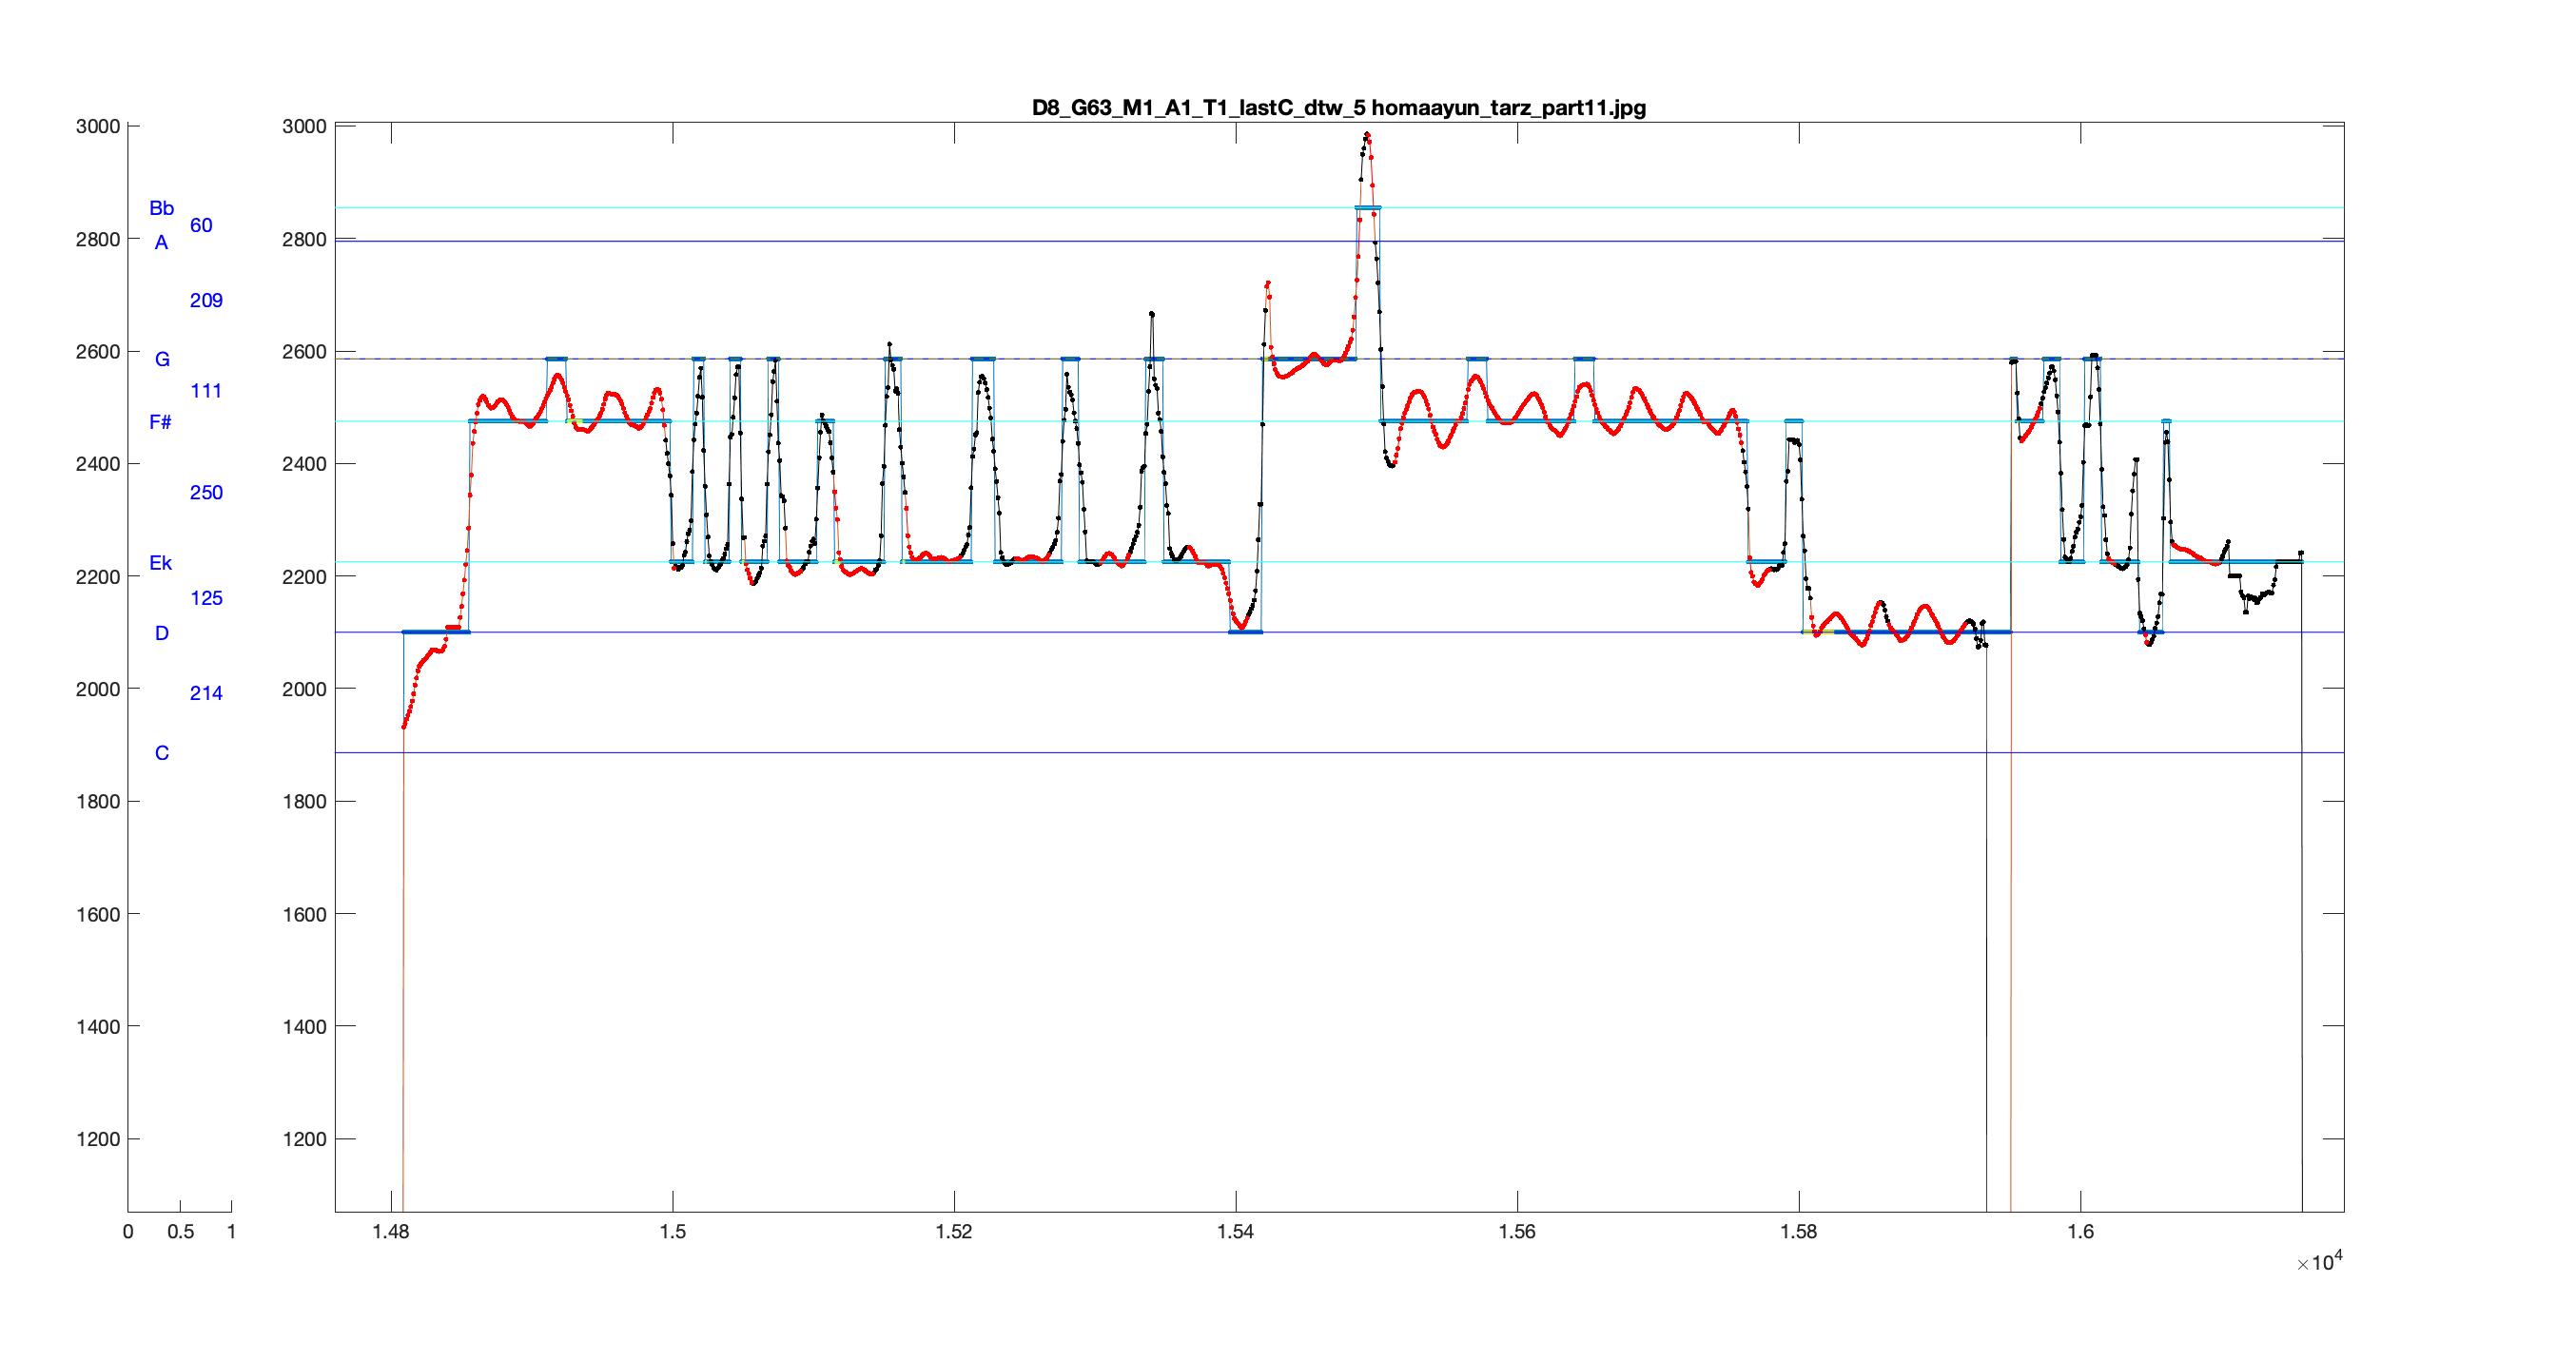 D8_G63_M1_A1_T1_lastC_dtw_5 homaayun_tarz_part11.jpg
3000 3000
Bb
60
2800 A 2800
209
2600 G 2600
111
F#
2400 2400
250
Ek
2200 2200
125
D
2000 214 2000
C
1800 1800
1600 1600
1400 1400
1200 1200
0 0.5 1 1.48 1.5 1.52 1.54 1.56 1.58 1.6
×10^4